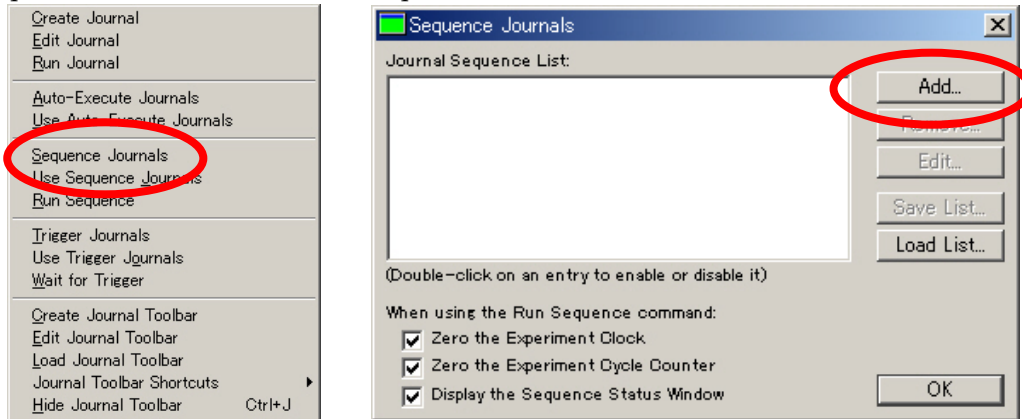 Create Journal
Edit Journal
Run Journal
Auto-Execute Journals
Use Auto-Execute Journals
Sequence Journals
Use Sequence Journals
Run Sequence
Trigger Journals
Use Trigger Journals
Wait for Trigger
Create Journal Toolbar
Edit Journal Toolbar
Load Journal Toolbar
Journal Toolbar Shortcuts
Hide Journal Toolbar Ctrl+J
Sequence Journals
Journal Sequence List:
Add...
Remove...
Edit...
Save List...
Load List...
(Double-click on an entry to enable or disable it)
When using the Run Sequence command:
Zero the Experiment Clock
Zero the Experiment Cycle Counter
Display the Sequence Status Window
OK